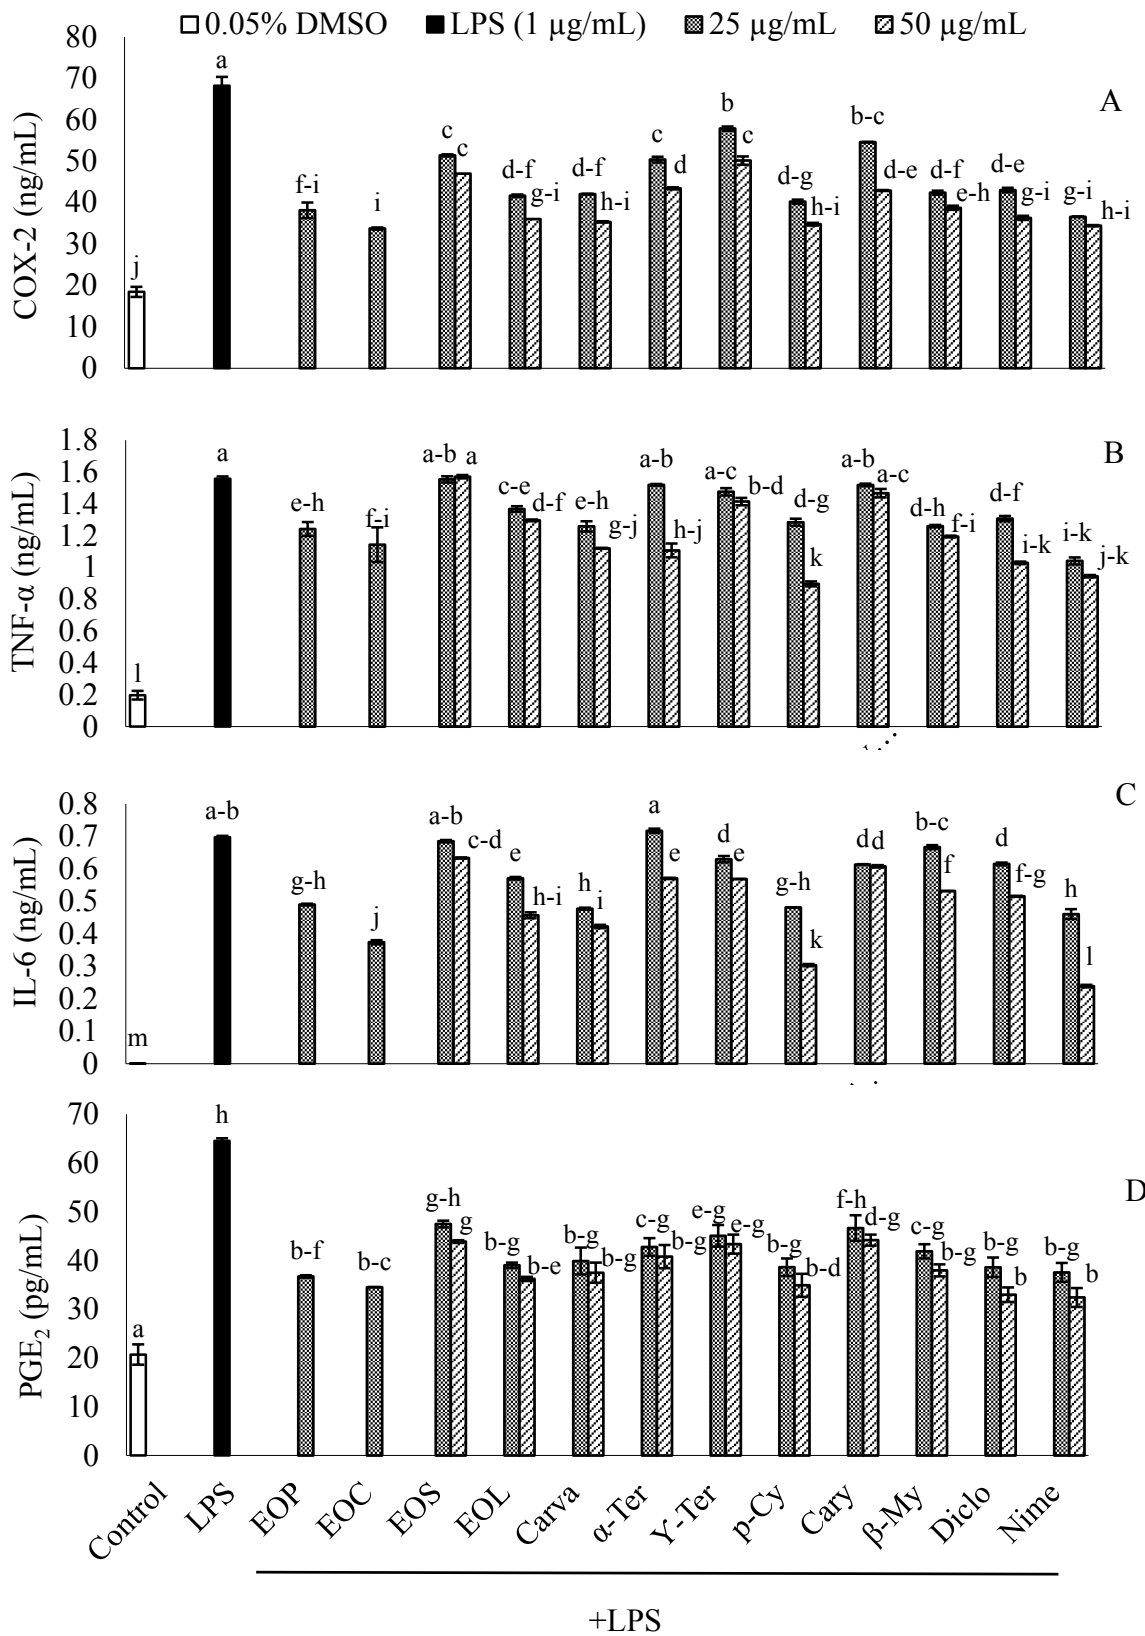 0.05% DMSO LPS (1 µg/mL) 25 µg/mL 50 µg/mL
A
COX-2 (ng/mL)
80
70
60
50
40
30
20
10
0
j a f-i i c c d-f g-i d-f h-i c d b c d-g h-i b-c d-e d-f e-h d-e g-i g-i h-i
B
TNF-α (ng/mL)
1.8
1.6
1.4
1.2
1
0.8
0.6
0.4
0.2
0
l a e-h f-i a-b a c-e d-f e-h g-j a-b h-j a-c b-d d-g k a-b a-c d-h f-i d-f i-k i-k j-k
C
IL-6 (ng/mL)
0.8
0.7
0.6
0.5
0.4
0.3
0.2
0.1
0
m a-b g-h j a-b c-d e h-i h i a e d e g-h k d d b-c f d f-g h l
D
PGE₂ (pg/mL)
70
60
50
40
30
20
10
0
a h b-f b-c g-h g b-g b-e b-g b-g c-g b-g e-g e-g b-g b-d f-h d-g c-g b-g b-g b b-g b
Control LPS EOP EOC EOS EOL Carva α-Ter Y-Ter p-Cy Cary β-My Diclo Nime
+LPS